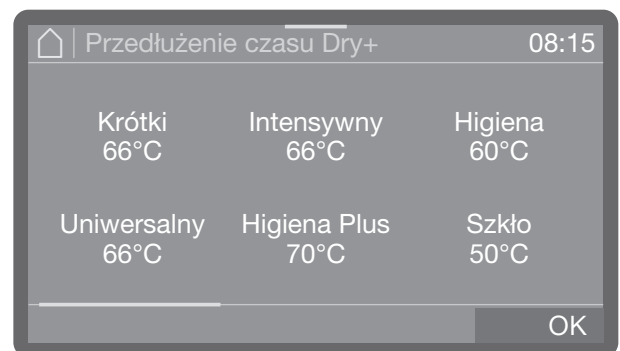 Przedłużenie czasu Dry+ 08:15
Krótki Intensywny Higiena
66°C 66°C 60°C
Uniwersalny Higiena Plus Szkło
66°C 70°C 50°C
OK